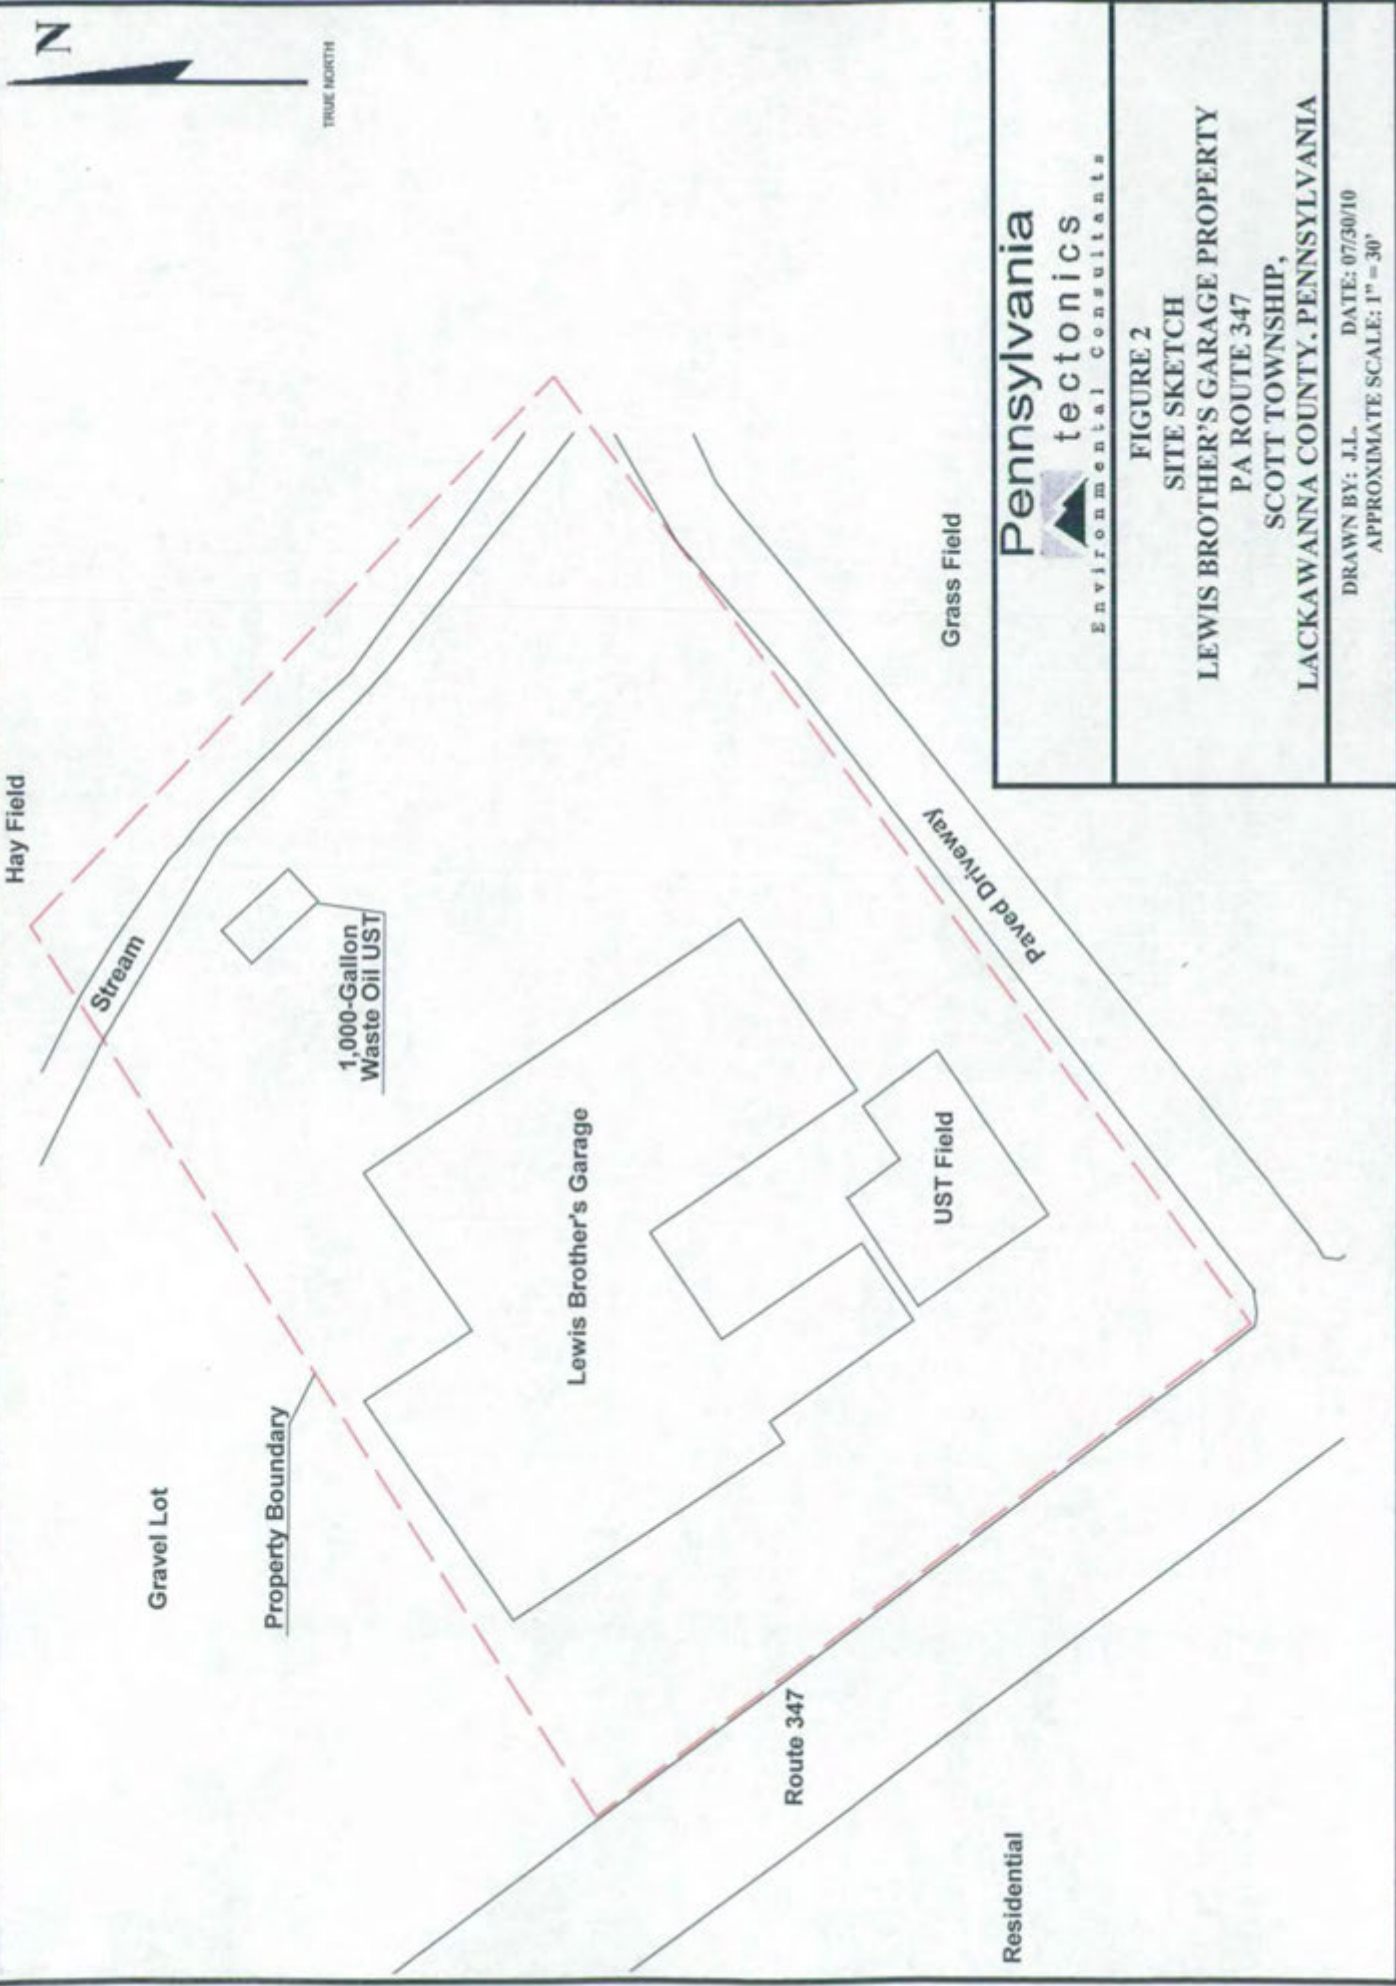 N
TRUE NORTH
Hay Field
Stream
1,000-Gallon
Waste Oil UST
Gravel Lot
Property Boundary
Lewis Brother's Garage
UST Field
Grass Field
Paved Driveway
Route 347
Residential
Pennsylvania
tectonics
Environmental Consultants
FIGURE 2
SITE SKETCH
LEWIS BROTHER'S GARAGE PROPERTY
PA ROUTE 347
SCOTT TOWNSHIP,
LACKAWANNA COUNTY, PENNSYLVANIA
DRAWN BY: J.L. DATE: 07/30/10
APPROXIMATE SCALE: 1" = 30'